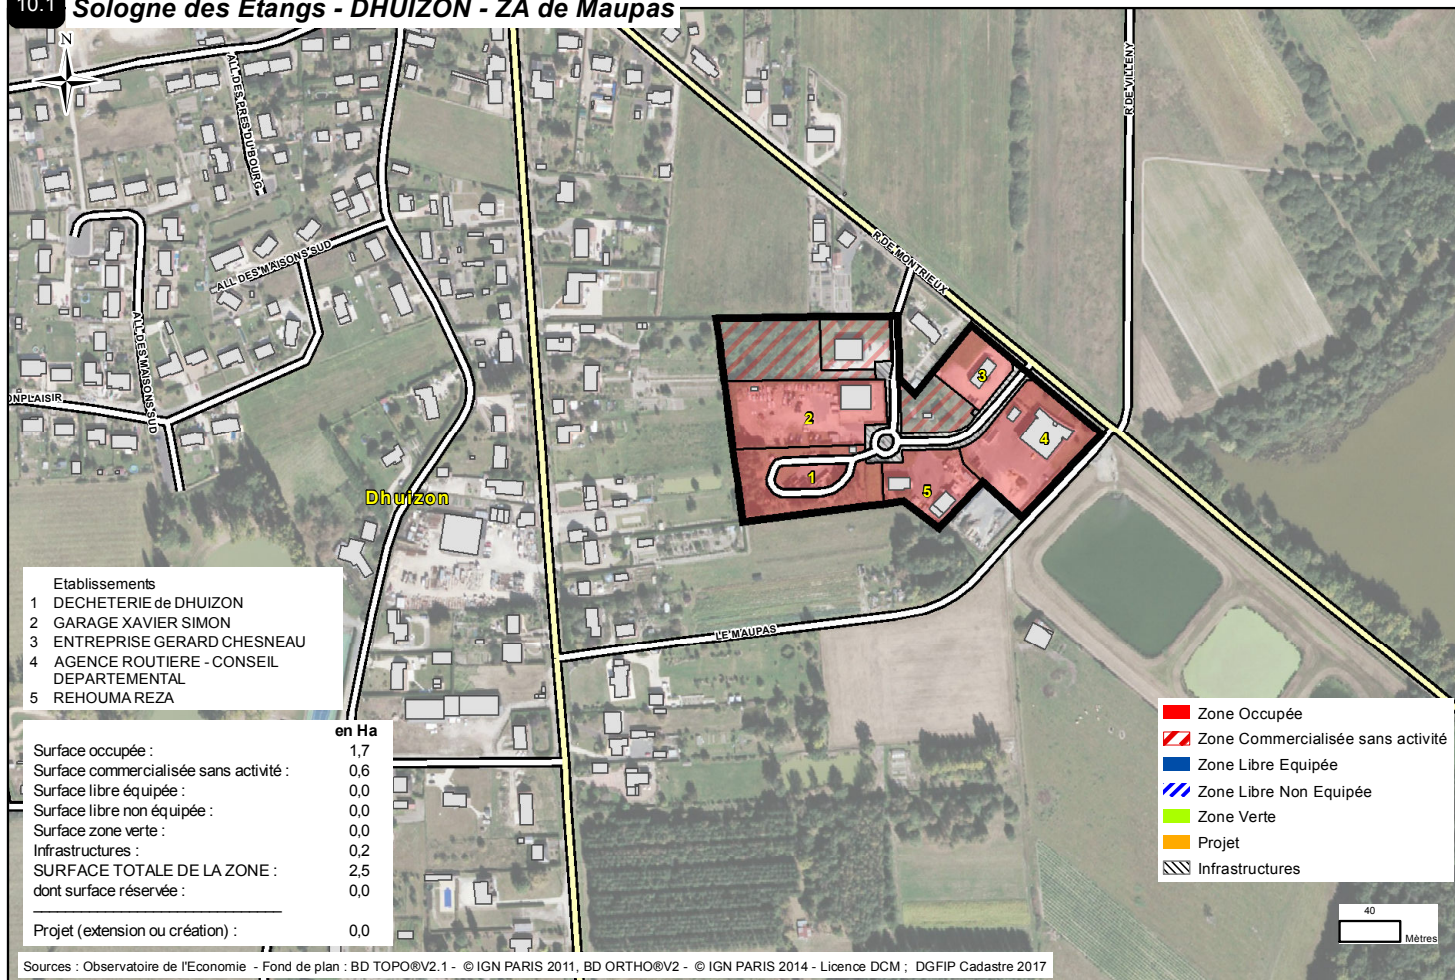 10.1 Sologne des Etangs - DHUIZON - ZA de Maupas
N
ALL DES PRES DU BOURG
R DE VILLENY
R DE MONTRIEUX
ALL DES MAISONS SUD
ALL DES MAISONS SUD
ONPLAISIR
3
2
4
1
5
Dhuizon
LE MAUPAS
Etablissements
1 DECHETERIE de DHUIZON
2 GARAGE XAVIER SIMON
3 ENTREPRISE GERARD CHESNEAU
4 AGENCE ROUTIERE - CONSEIL
DEPARTEMENTAL
5 REHOUMA REZA
en Ha
Surface occupée : 1,7
Surface commercialisée sans activité : 0,6
Surface libre équipée : 0,0
Surface libre non équipée : 0,0
Surface zone verte : 0,0
Infrastructures : 0,2
SURFACE TOTALE DE LA ZONE : 2,5
dont surface réservée : 0,0
Projet (extension ou création) : 0,0
Zone Occupée
Zone Commercialisée sans activité
Zone Libre Equipée
Zone Libre Non Equipée
Zone Verte
Projet
Infrastructures
40
Mètres
Sources : Observatoire de l'Economie - Fond de plan : BD TOPO®V2.1 - © IGN PARIS 2011, BD ORTHO®V2 - © IGN PARIS 2014 - Licence DCM ; DGFIP Cadastre 2017